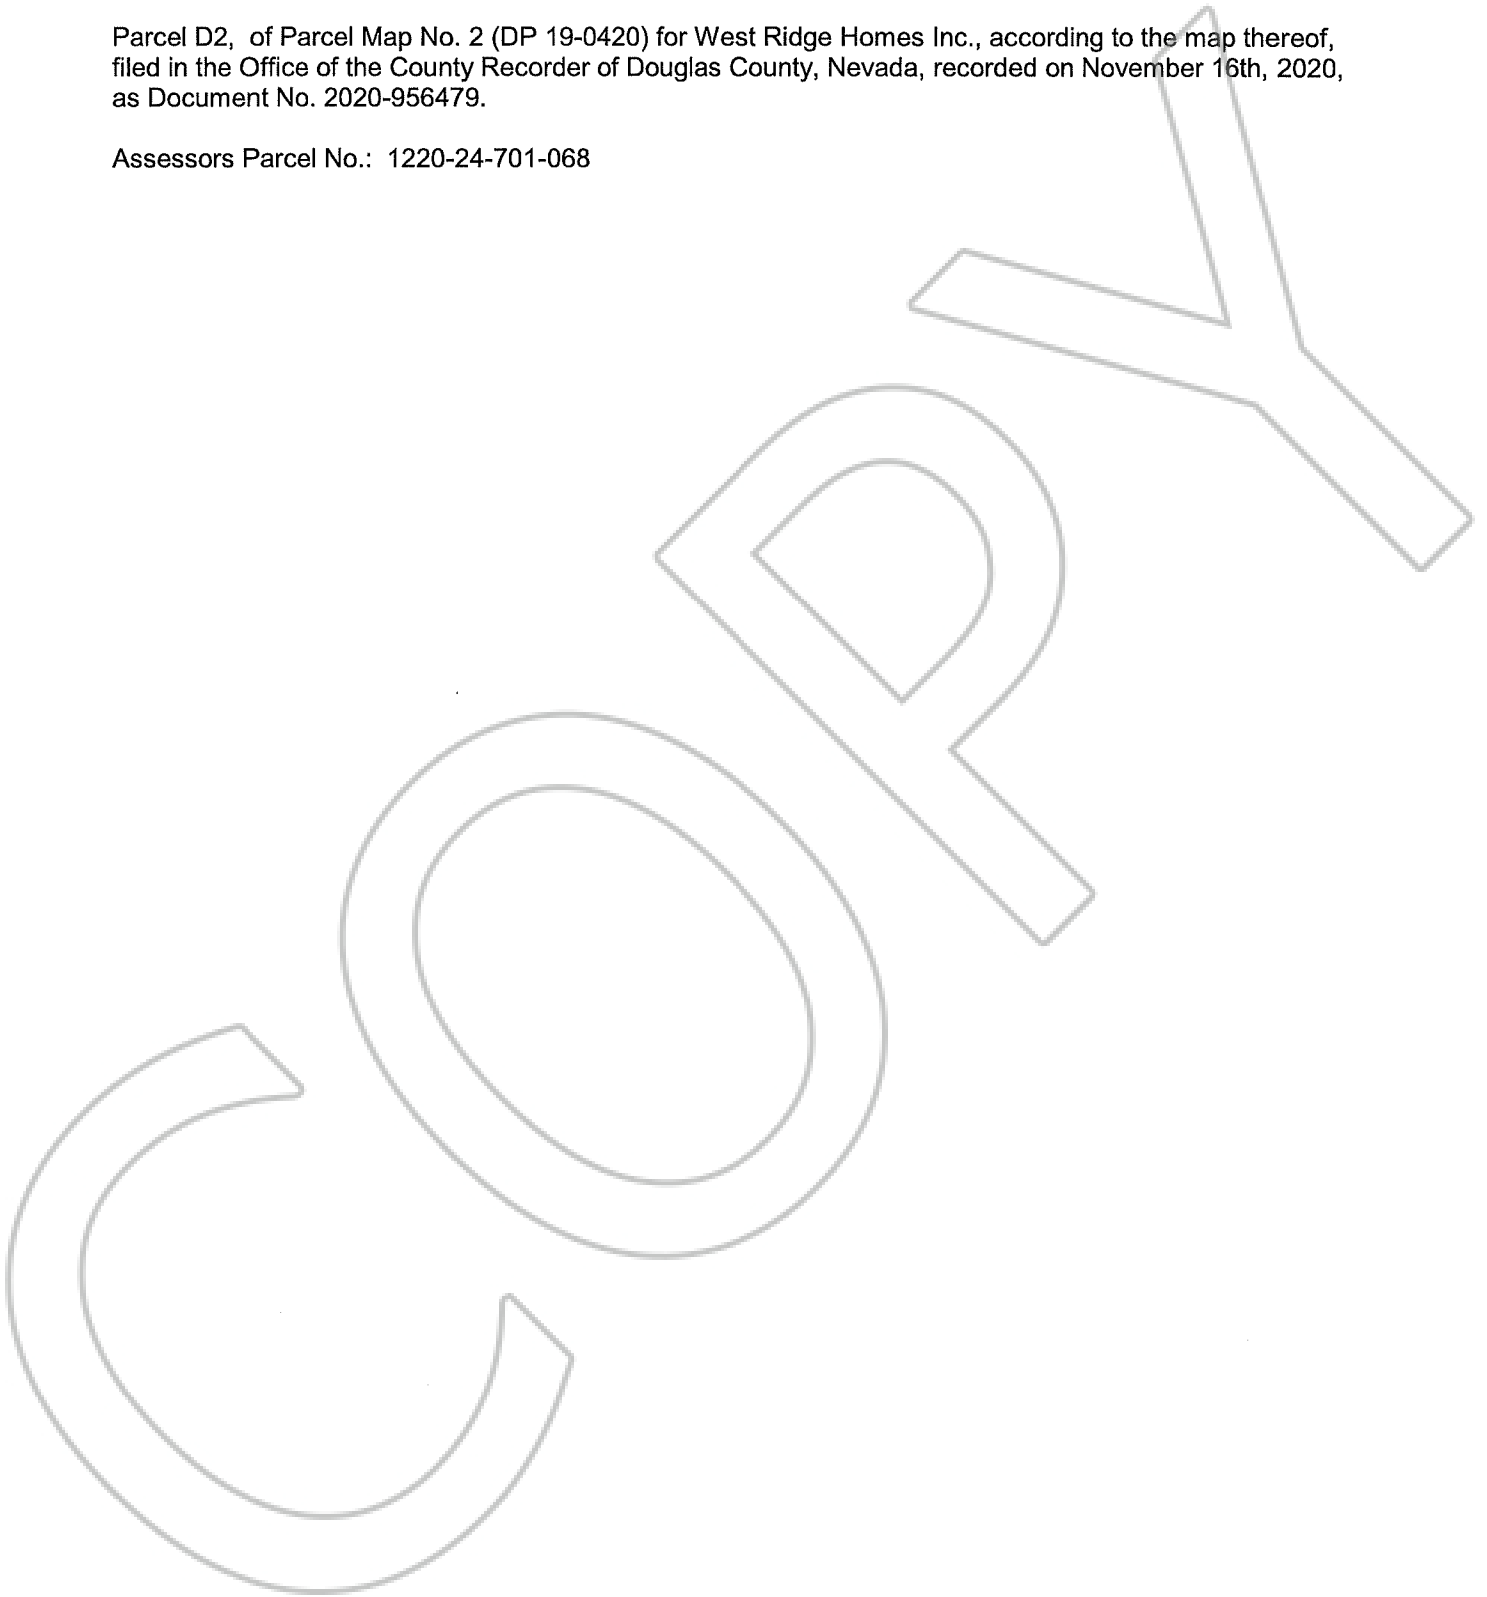 Parcel D2,  of Parcel Map No. 2 (DP 19-0420) for West Ridge Homes Inc., according to the map thereof,
filed in the Office of the County Recorder of Douglas County, Nevada, recorded on November 16th, 2020,
as Document No. 2020-956479.
Assessors Parcel No.:  1220-24-701-068
COPY